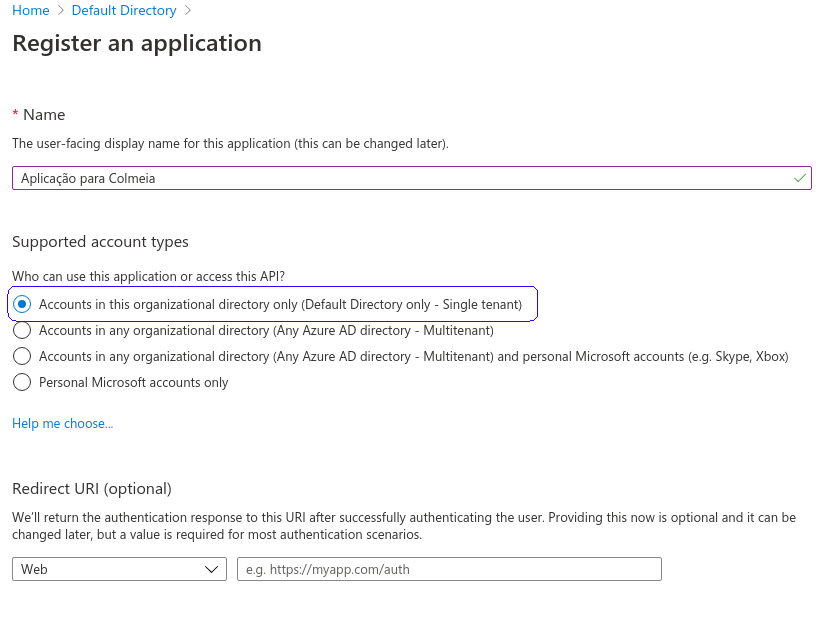 Home > Default Directory >
Register an application
* Name
The user-facing display name for this application (this can be changed later).
Aplicação para Colmeia
Supported account types
Who can use this application or access this API?
Accounts in this organizational directory only (Default Directory only - Single tenant)
Accounts in any organizational directory (Any Azure AD directory - Multitenant)
Accounts in any organizational directory (Any Azure AD directory - Multitenant) and personal Microsoft accounts (e.g. Skype, Xbox)
Personal Microsoft accounts only
Help me choose...
Redirect URI (optional)
We'll return the authentication response to this URI after successfully authenticating the user. Providing this now is optional and it can be
changed later, but a value is required for most authentication scenarios.
Web e.g. https://myapp.com/auth